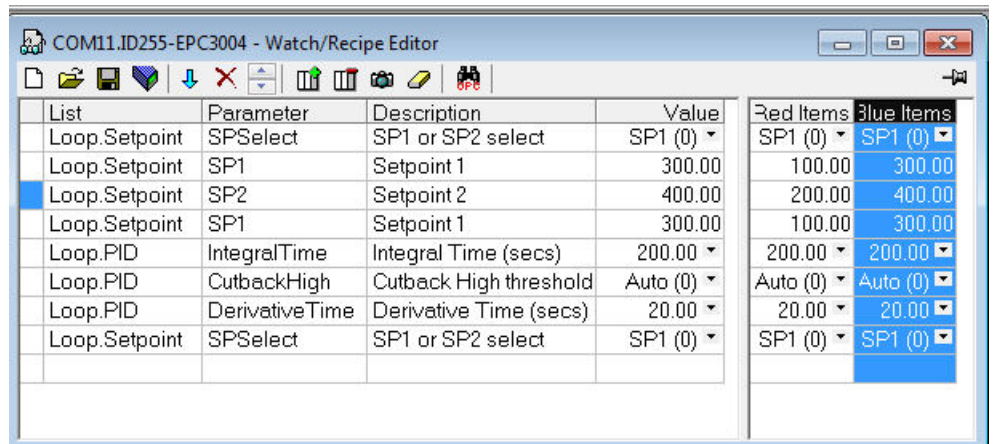 COM11.ID255-EPC3004 - Watch/Recipe Editor
OPC
List Parameter Description Value Red Items Blue Items
Loop.Setpoint SPSelect SP1 or SP2 select SP1 (0) SP1 (0) SP1 (0)
Loop.Setpoint SP1 Setpoint 1 300.00 100.00 300.00
Loop.Setpoint SP2 Setpoint 2 400.00 200.00 400.00
Loop.Setpoint SP1 Setpoint 1 300.00 100.00 300.00
Loop.PID IntegralTime Integral Time (secs) 200.00 200.00 200.00
Loop.PID CutbackHigh Cutback High threshold Auto (0) Auto (0) Auto (0)
Loop.PID DerivativeTime Derivative Time (secs) 20.00 20.00 20.00
Loop.Setpoint SPSelect SP1 or SP2 select SP1 (0) SP1 (0) SP1 (0)